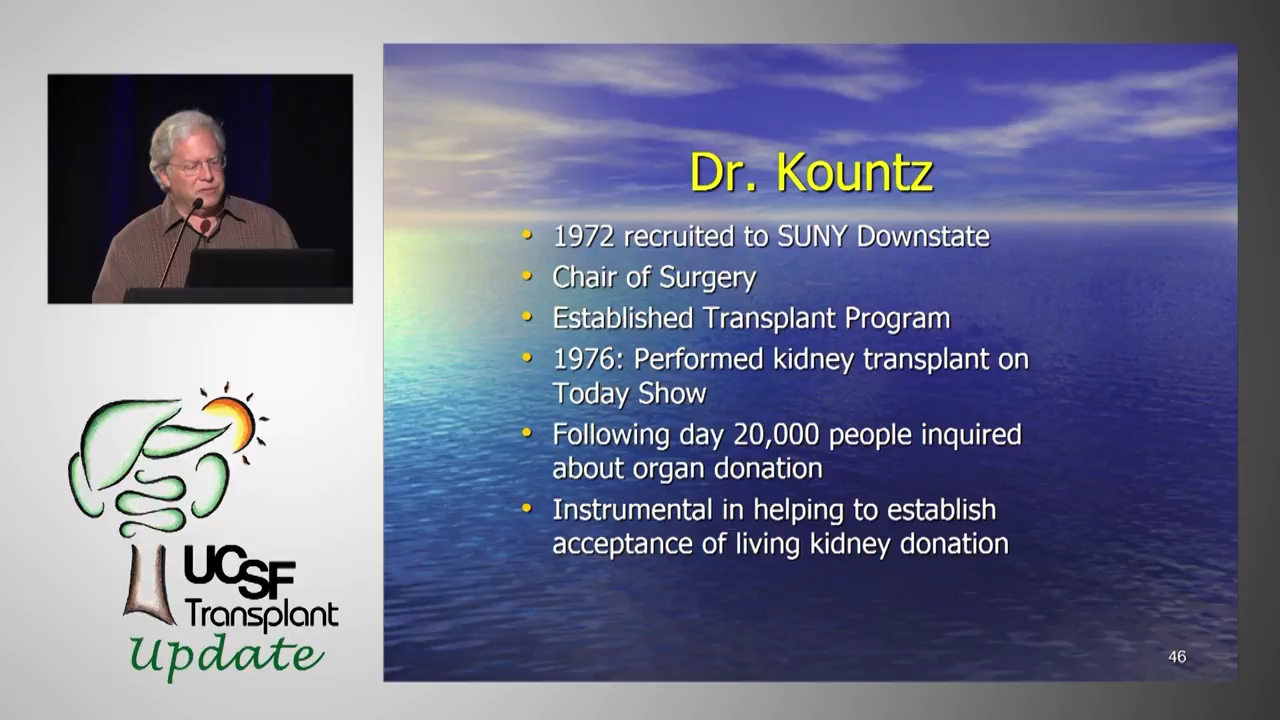 Dr. Kountz
• 1972 recruited to SUNY Downstate
• Chair of Surgery
• Established Transplant Program
• 1976: Performed kidney transplant on
Today Show
• Following day 20,000 people inquired
about organ donation
• Instrumental in helping to establish
acceptance of living kidney donation
46
UCSF
Transplant
Update